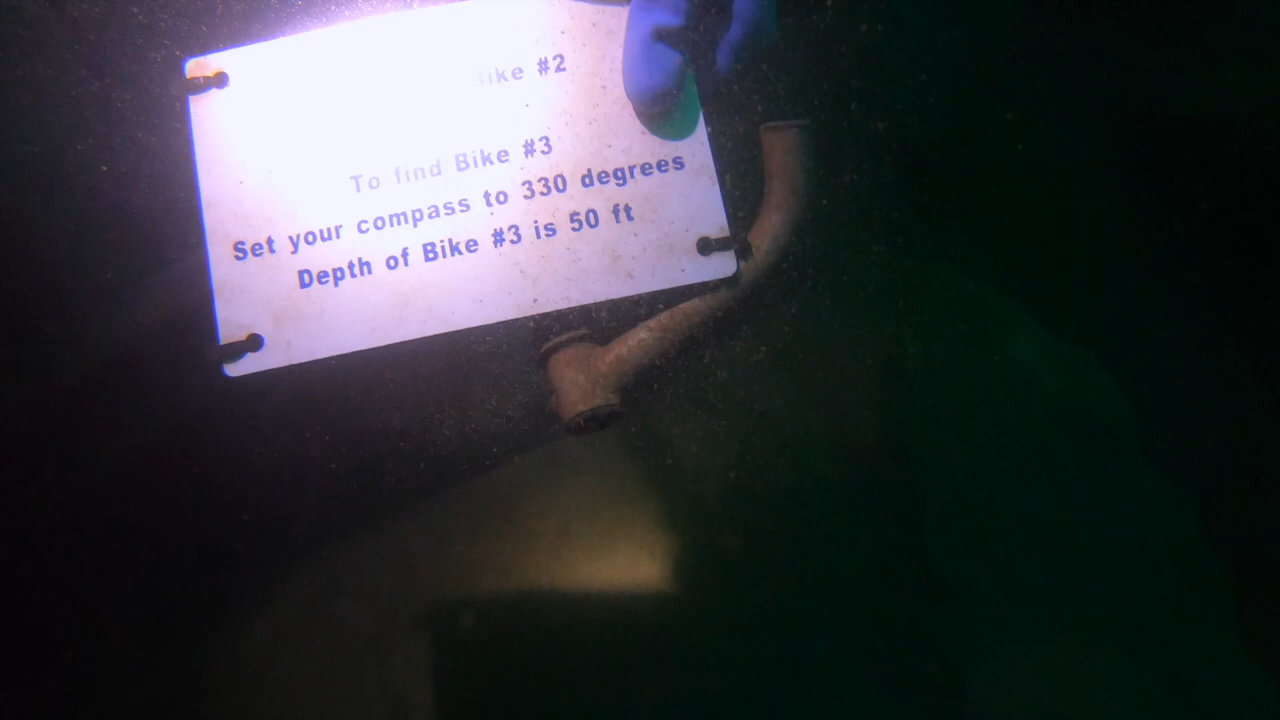 Bike #2
To find Bike #3
Set your compass to 330 degrees
Depth of Bike #3 is 50 ft